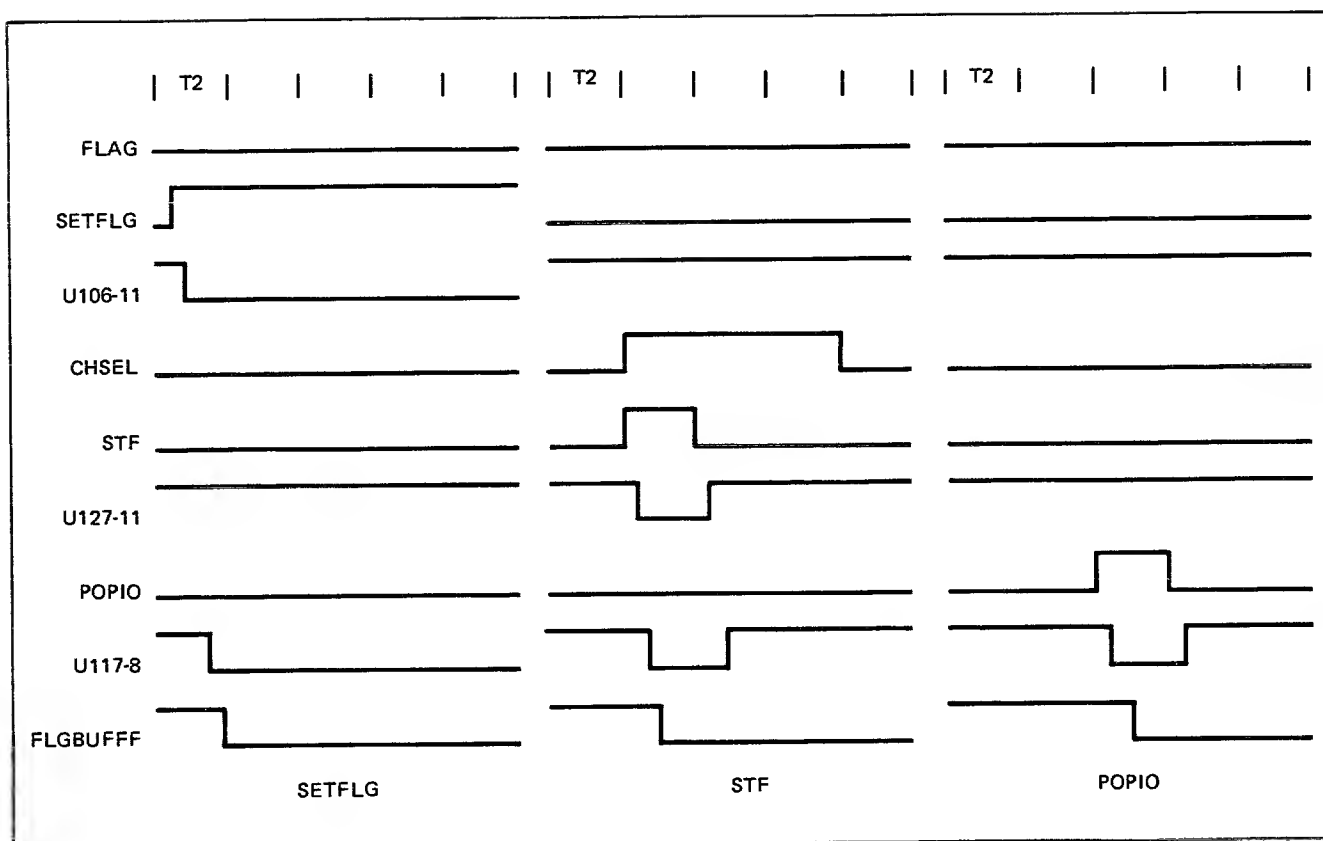 T2 T2 T2
FLAG
SETFLG
U106-11
CHSEL
STF
U127-11
POPIO
U117-8
FLGBUFFF
SETFLG STF POPIO